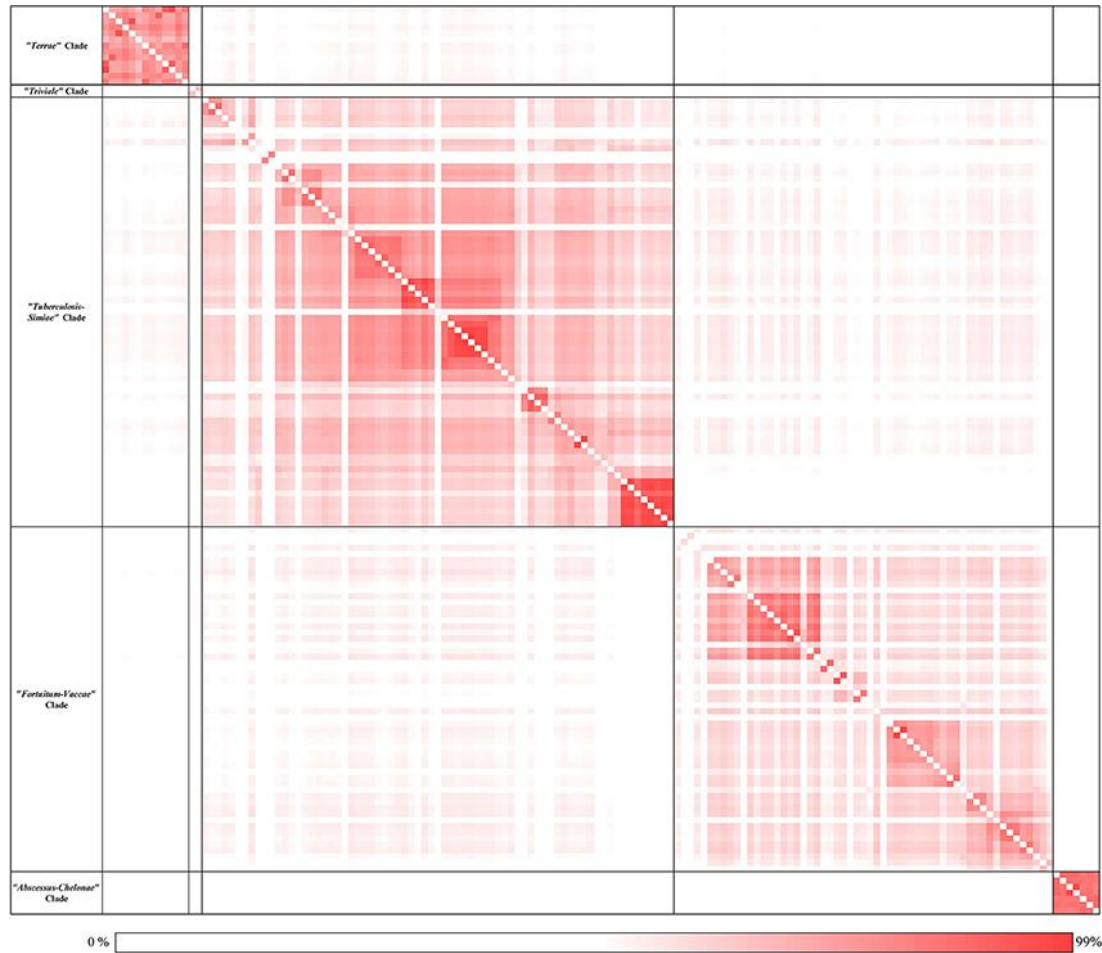 "Terrae" Clade
"Triviale" Clade
"Tuberculosis-
Simiae" Clade
"Fortuitum-Vaccae"
Clade
"Abscessus-Chelonae"
Clade
0 %
99%